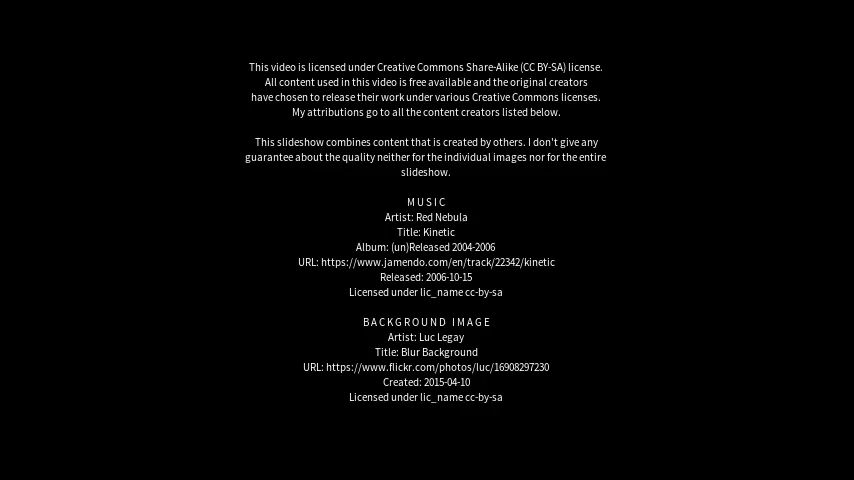 This video is licensed under Creative Commons Share-Alike (CC BY-SA) license.
All content used in this video is free available and the original creators
have chosen to release their work under various Creative Commons licenses.
My attributions go to all the content creators listed below.
This slideshow combines content that is created by others. I don't give any
guarantee about the quality neither for the individual images nor for the entire
slideshow.
M U S I C
Artist: Red Nebula
Title: Kinetic
Album: (un)Released 2004-2006
URL: https://www.jamendo.com/en/track/22342/kinetic
Released: 2006-10-15
Licensed under lic_name cc-by-sa
B A C K G R O U N D   I M A G E
Artist: Luc Legay
Title: Blur Background
URL: https://www.flickr.com/photos/luc/16908297230
Created: 2015-04-10
Licensed under lic_name cc-by-sa